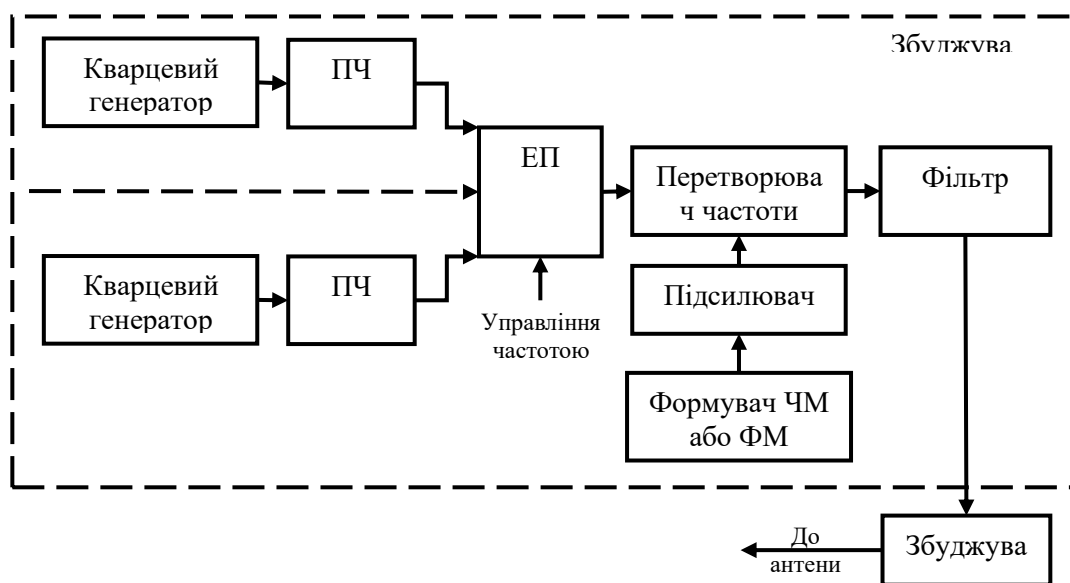 Збуджува
Кварцевий
генератор
ПЧ
ЕП
Перетворюва
ч частоти
Фільтр
Кварцевий
генератор
ПЧ
Підсилювач
Управління
частотою
Формувач ЧМ
або ФМ
До
антени
Збуджува